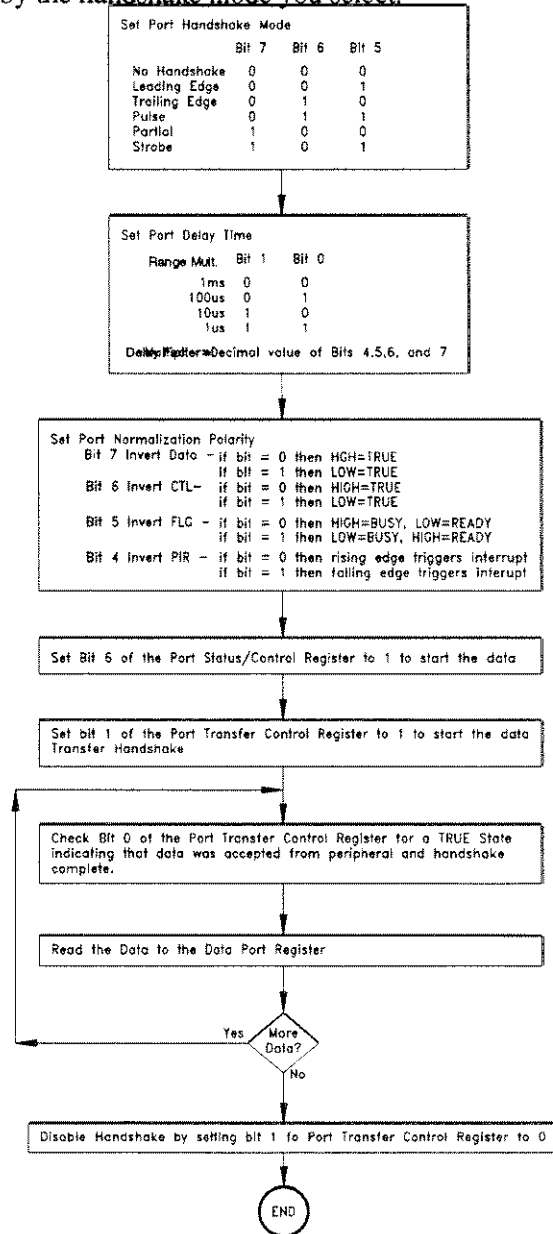 by the handshake mode you select.
Set Port Handshake Mode
Bit 7 Bit 6 Bit 5
No Handshake 0 0 0
Leading Edge 0 0 1
Trailing Edge 0 1 0
Pulse 0 1 1
Partial 1 0 0
Strobe 1 0 1
Set Port Delay Time
Range Mult. Bit 1 Bit 0
1ms 0 0
100us 0 1
10us 1 0
1us 1 1
Decimal value of Bits 4,5,6, and 7
Set Port Normalization Polarity
Bit 7 Invert Data - if bit = 0 then HGH=TRUE
if bit = 1 then LOW=TRUE
Bit 6 Invert CTL- if bit = 0 then HIGH=TRUE
if bit = 1 then LOW=TRUE
Bit 5 Invert FLG - if bit = 0 then HIGH=BUSY, LOW=READY
if bit = 1 then LOW=BUSY, HIGH=READY
Bit 4 Invert PIR - if bit = 0 then rising edge triggers interrupt
if bit = 1 then falling edge triggers interupt
Set Bit 6 of the Port Status/Control Register to 1 to start the data
Set bit 1 of the Port Transfer Control Register to 1 to start the data
Transfer Handshake
Check Bit 0 of the Port Transfer Control Register for a TRUE State
indicating that data was accepted from peripheral and handshake
complete.
Read the Data to the Data Port Register
Yes
More
Data?
No
Disable Handshake by setting bit 1 fo Port Transfer Control Register to 0
END